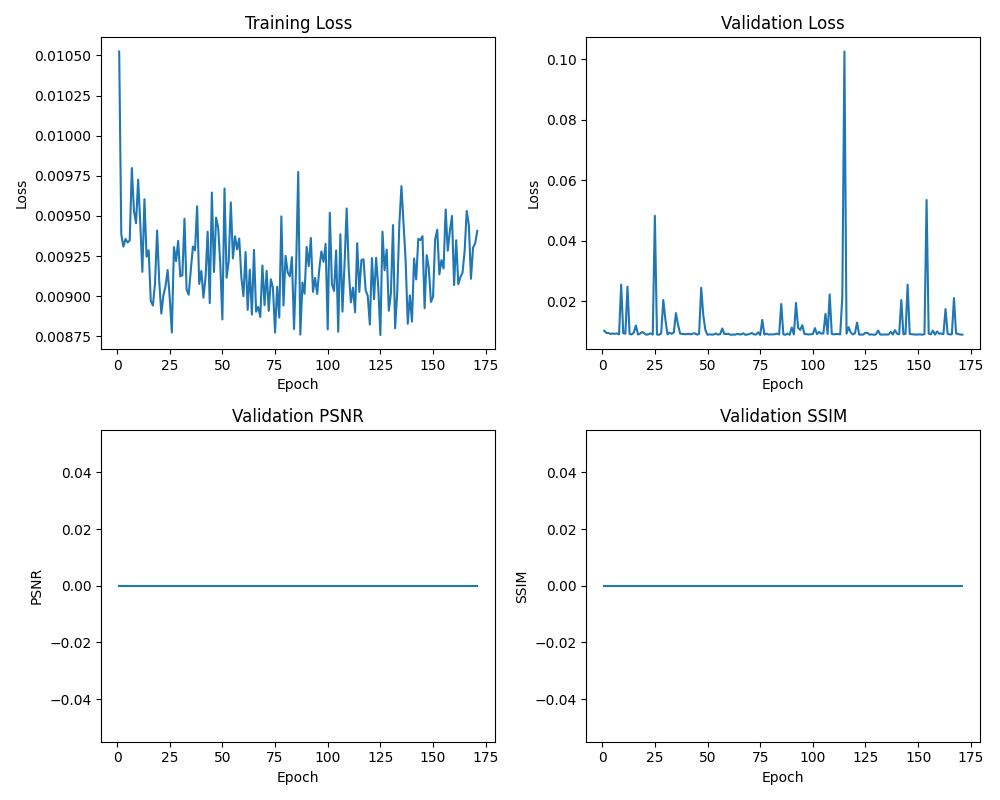 Training Loss
0.01050
0.01025
0.01000
0.00975
0.00950
0.00925
0.00900
0.00875
Loss
0 25 50 75 100 125 150 175
Epoch
Validation Loss
0.10
0.08
0.06
0.04
0.02
Loss
0 25 50 75 100 125 150 175
Epoch
Validation PSNR
0.04
0.02
0.00
−0.02
−0.04
PSNR
0 25 50 75 100 125 150 175
Epoch
Validation SSIM
0.04
0.02
0.00
−0.02
−0.04
SSIM
0 25 50 75 100 125 150 175
Epoch